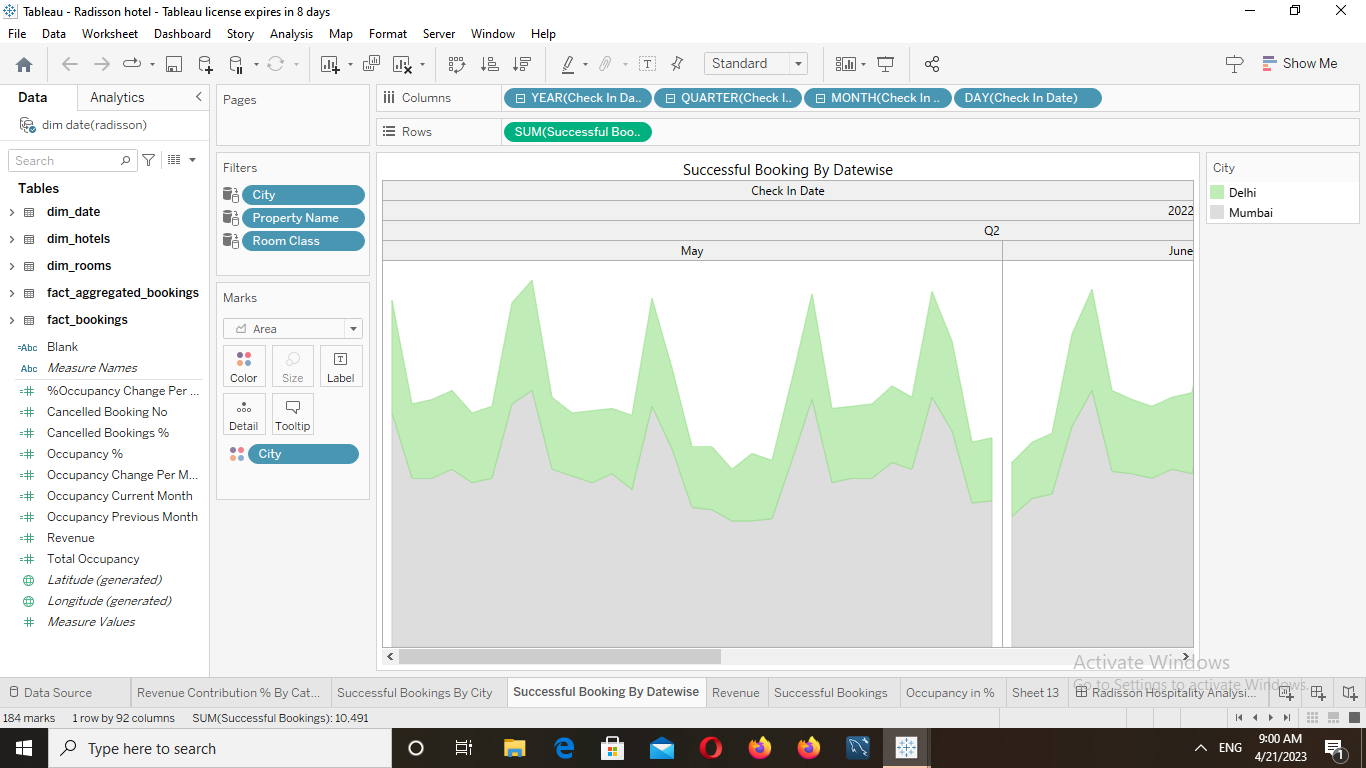 Tableau - Radisson hotel - Tableau license expires in 8 days
File Data Worksheet Dashboard Story Analysis Map Format Server Window Help
Standard
Show Me
Data Analytics
dim date(radisson)
Search
Tables
dim_date
dim_hotels
dim_rooms
fact_aggregated_bookings
fact_bookings
=Abc Blank
Abc Measure Names
%Occupancy Change Per ...
Cancelled Booking No
Cancelled Bookings %
Occupancy %
Occupancy Change Per M...
Occupancy Current Month
Occupancy Previous Month
Revenue
Total Occupancy
Latitude (generated)
Longitude (generated)
Measure Values
Pages
Filters
City
Property Name
Room Class
Marks
Area
Color Size Label
Detail Tooltip
City
Columns YEAR(Check In Da.. QUARTER(Check I.. MONTH(Check In .. DAY(Check In Date)
Rows SUM(Successful Boo..
Successful Booking By Datewise
Check In Date
2022
Q2
May June
City
Delhi
Mumbai
Activate Windows
Go to Settings to activate Windows.
Data Source Revenue Contribution % By Cat... Successful Bookings By City Successful Booking By Datewise Revenue Successful Bookings Occupancy in % Sheet 13 Radisson Hospitality Analysi...
184 marks 1 row by 92 columns SUM(Successful Bookings): 10,491
Type here to search
ENG
9:00 AM
4/21/2023
1